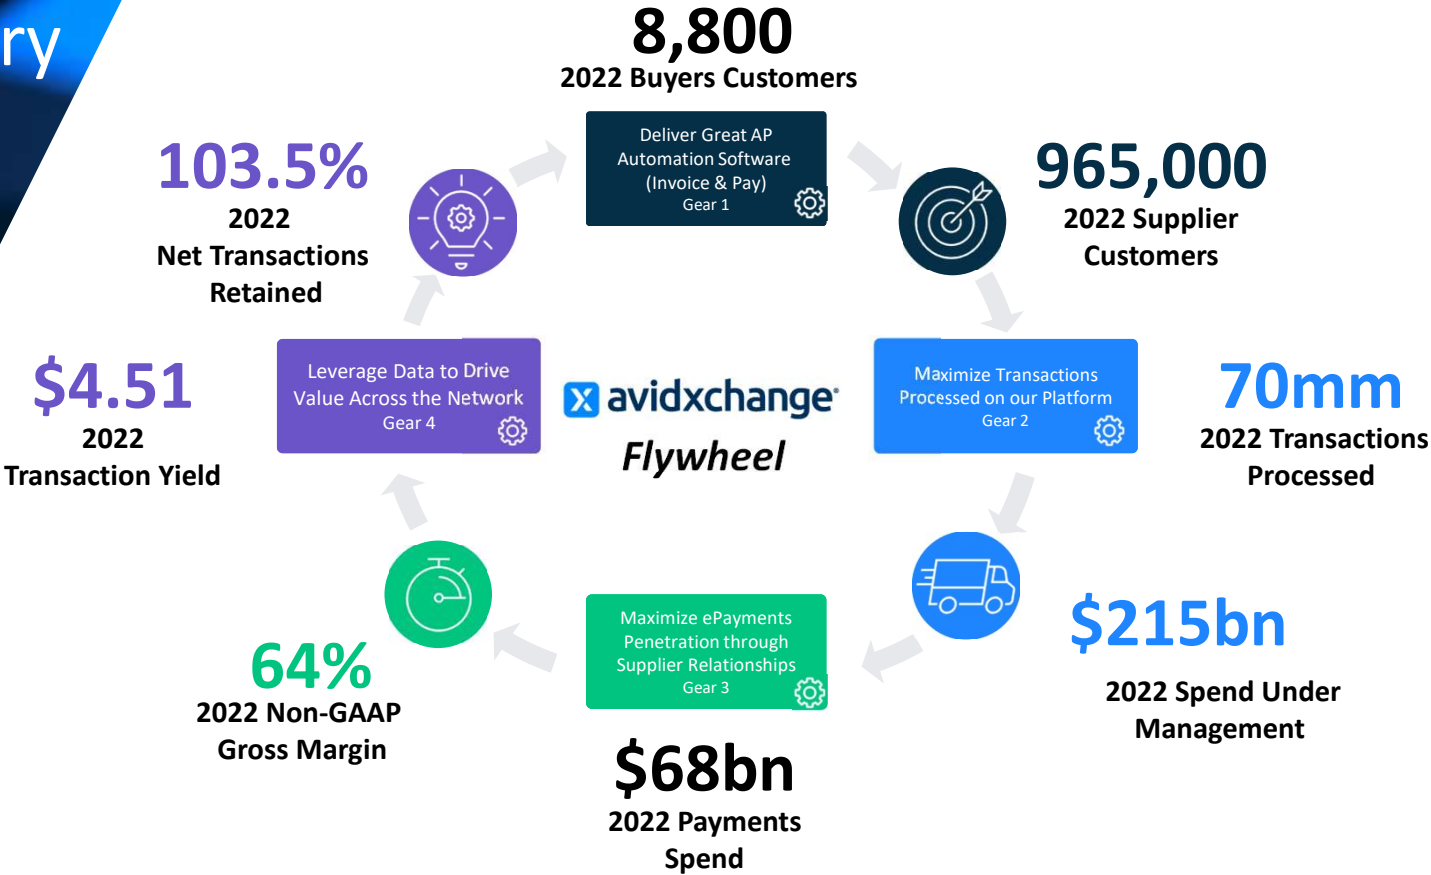 ry
8,800
2022 Buyers Customers
Deliver Great AP
Automation Software
(Invoice & Pay)
Gear 1
103.5%
2022
Net Transactions
Retained
965,000
2022 Supplier
Customers
$4.51
2022
Transaction Yield
Leverage Data to Drive
Value Across the Network
Gear 4
avidxchange
Flywheel
Maximize Transactions
Processed on our Platform
Gear 2
70mm
2022 Transactions
Processed
64%
2022 Non-GAAP
Gross Margin
Maximize ePayments
Penetration through
Supplier Relationships
Gear 3
$215bn
2022 Spend Under
Management
$68bn
2022 Payments
Spend